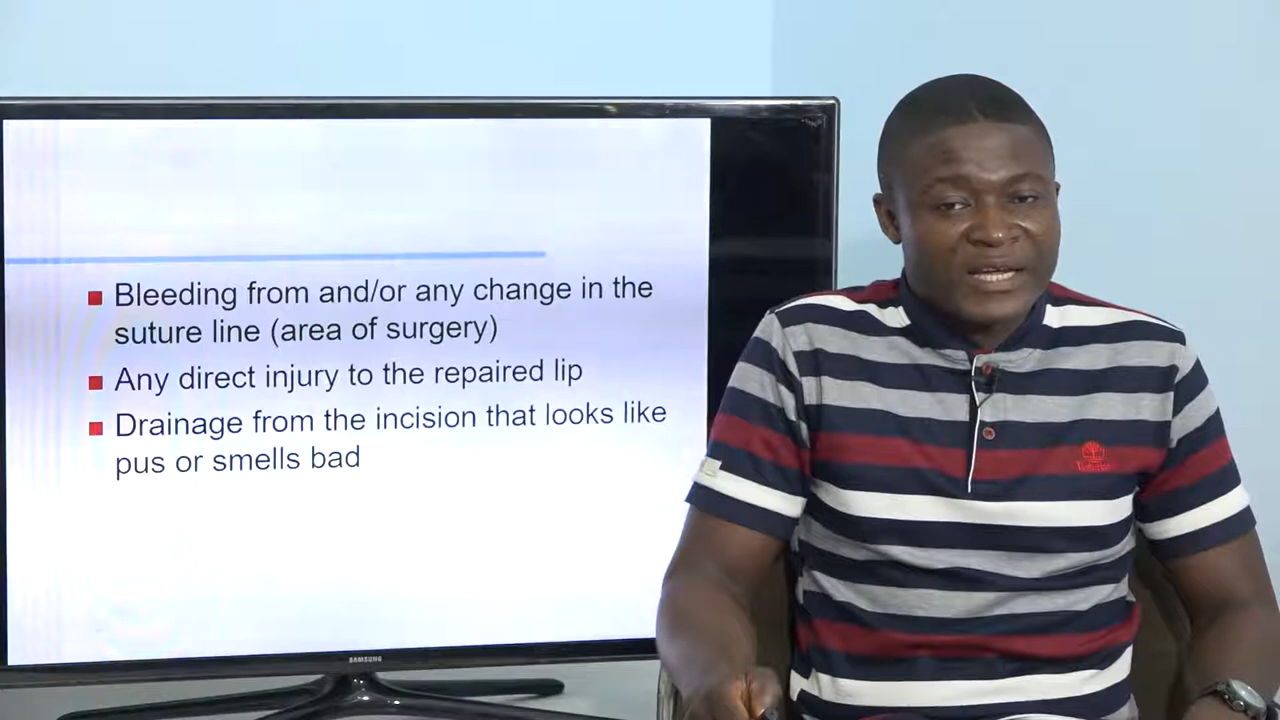 Bleeding from and/or any change in the
suture line (area of surgery)
Any direct injury to the repaired lip
Drainage from the incision that looks like
pus or smells bad
SAMSUNG